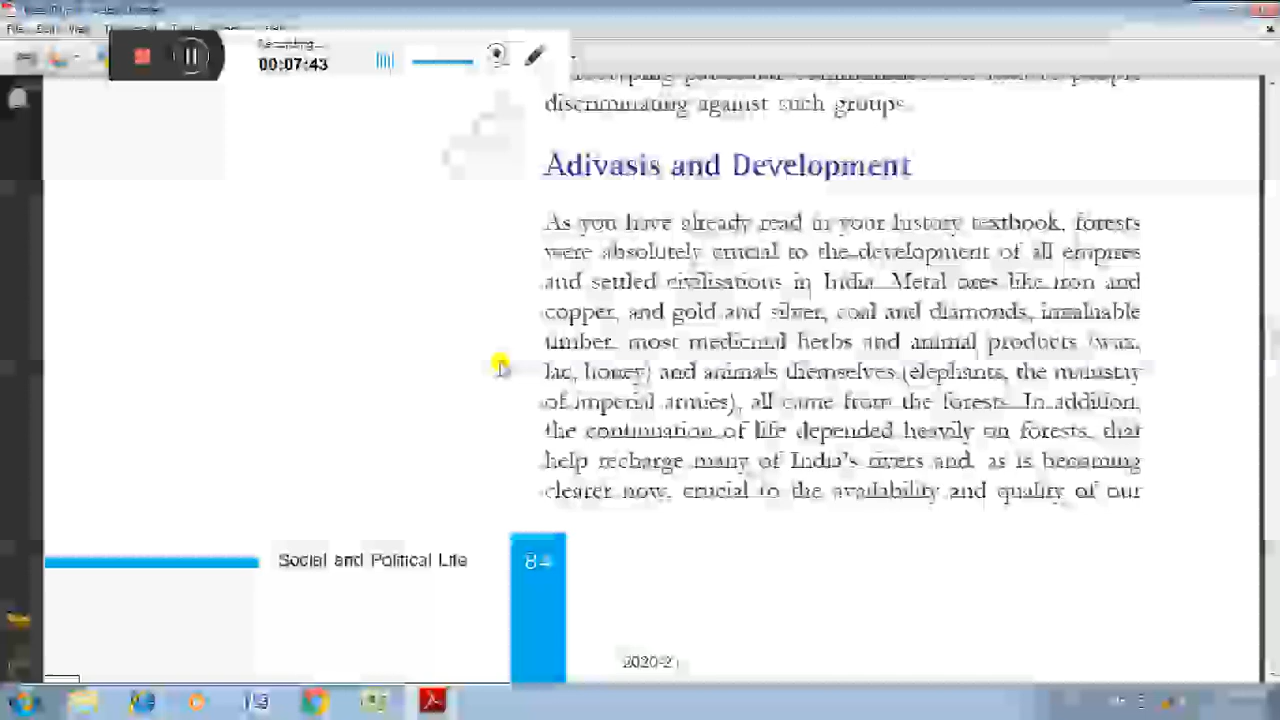 00:07:43
discriminating against such groups.
Adivasis and Development
As you have already read in your history textbook, forests
were absolutely crucial to the development of all empires
and settled civilisations in India. Metal ores like iron and
copper, and gold and silver, coal and diamonds, invaluable
timber, most medicinal herbs and animal products (wax,
lac, honey) and animals themselves (elephants, the mainstay
of imperial armies), all came from the forests. In addition,
the continuation of life depended heavily on forests, that
help recharge many of India's rivers and, as is becoming
clearer now, crucial to the availability and quality of our
Social and Political Life